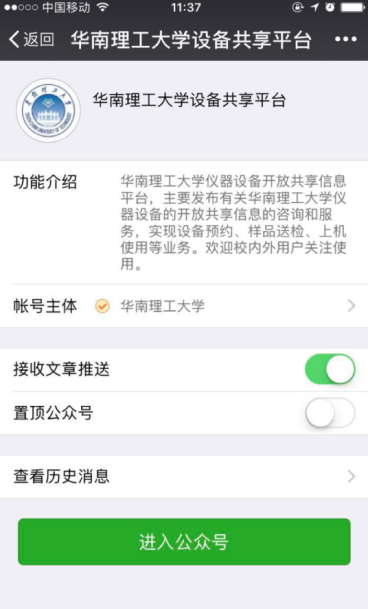 中国移动
11:37
返回
华南理工大学设备共享平台
华南理工大学设备共享平台
功能介绍
华南理工大学仪器设备开放共享信息
平台，主要发布有关华南理工大学仪
器设备的开放共享信息的咨询和服
务，实现设备预约、样品送检、上机
使用等业务。欢迎校内外用户关注使
用。
帐号主体
华南理工大学
接收文章推送
置顶公众号
查看历史消息
进入公众号